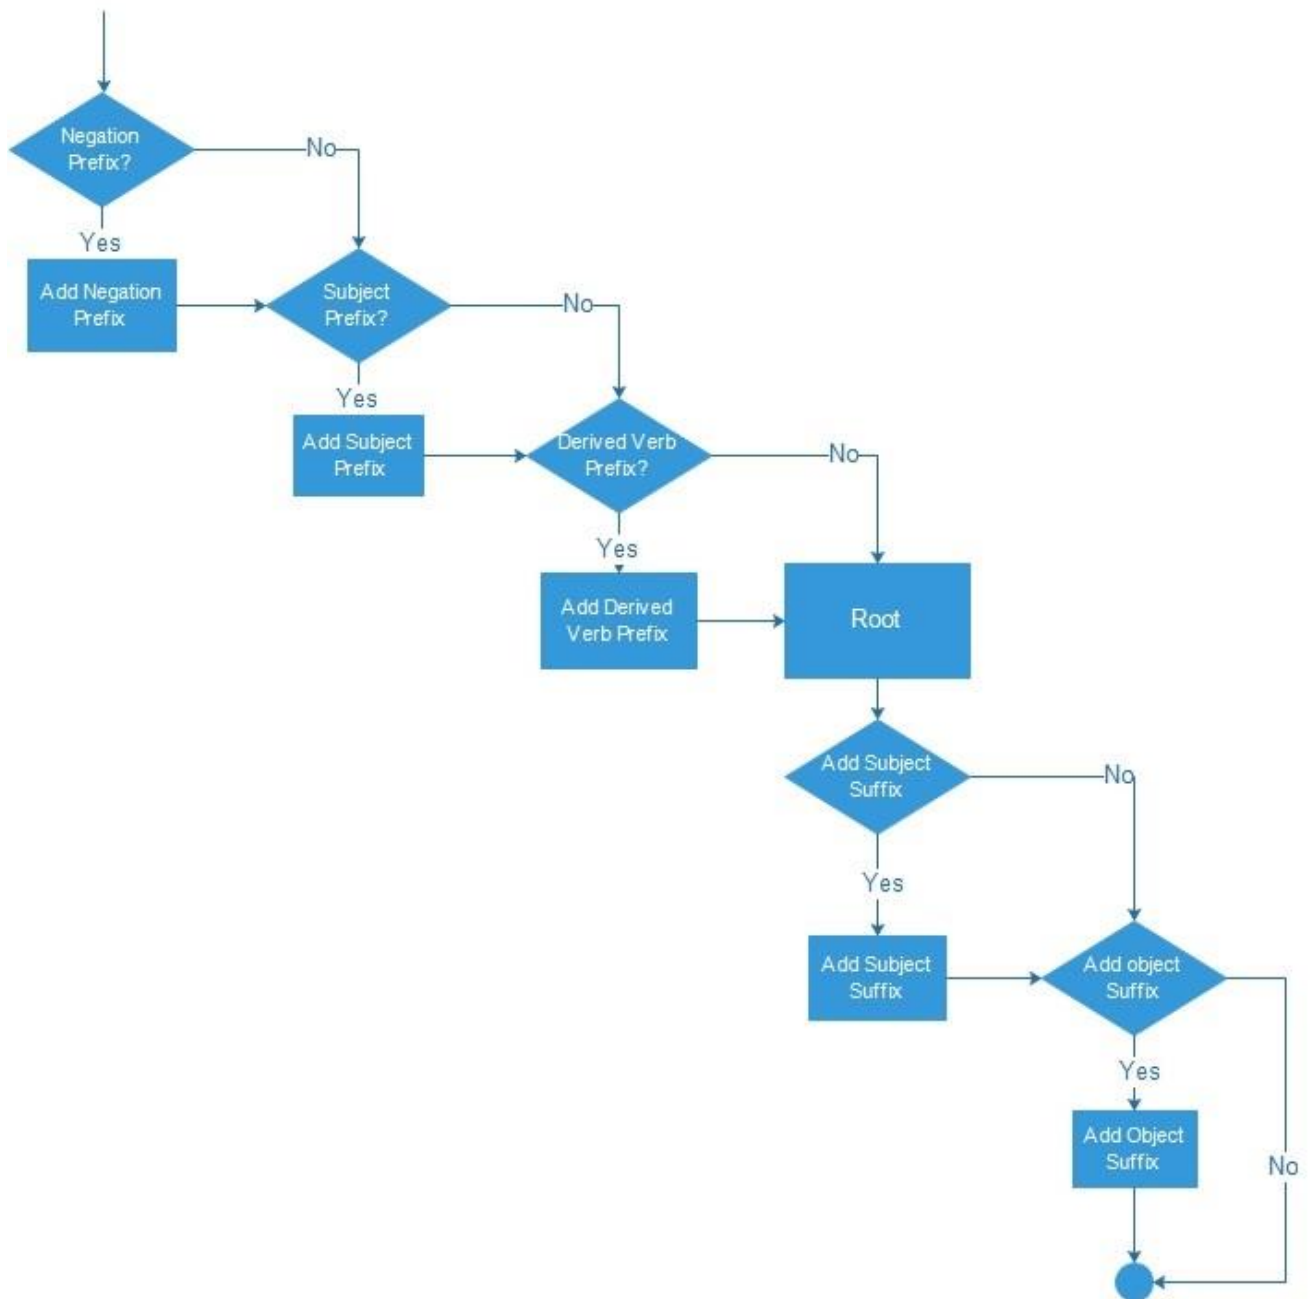 Negation
Prefix?
No
Yes
Add Negation
Prefix
Subject
Prefix?
No
Yes
Add Subject
Prefix
Derived Verb
Prefix?
No
Yes
Add Derived
Verb Prefix
Root
Add Subject
Suffix
No
Yes
Add Subject
Suffix
Add object
Suffix
Yes
Add Object
Suffix
No